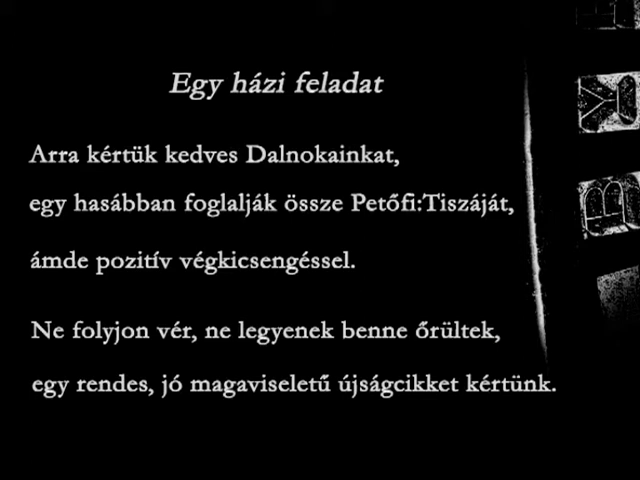 Egy házi feladat
Arra kértük kedves Dalnokainkat,
egy hasábban foglalják össze Petőfi:Tiszáját,
ámde pozitív végkicsengéssel.
Ne folyjon vér, ne legyenek benne őrültek,
egy rendes, jó magaviseletű újságcikket kértünk.